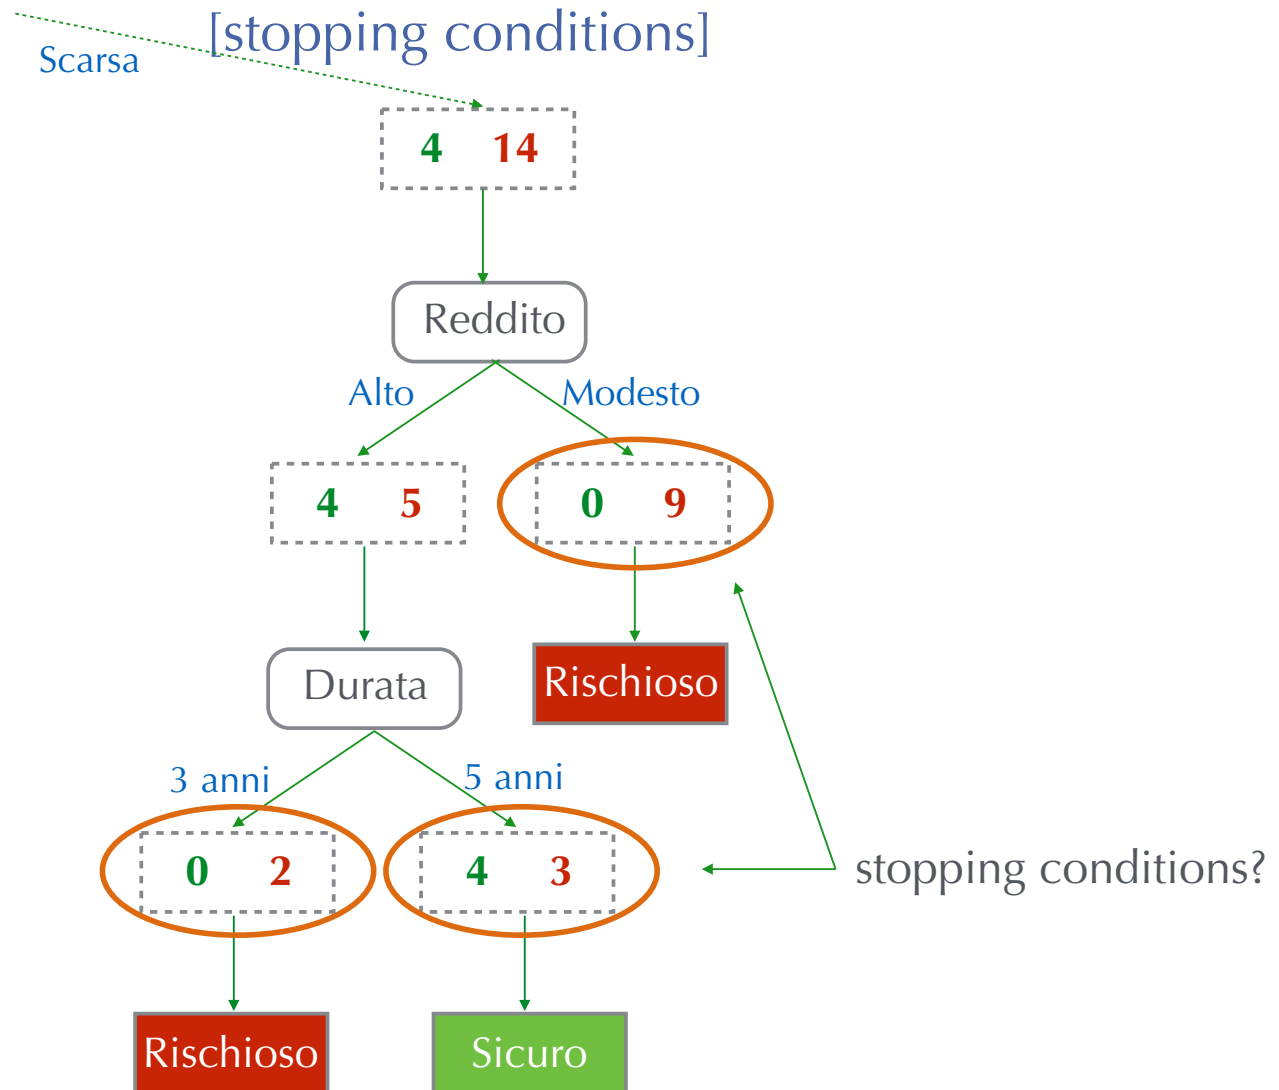 [stopping conditions]
Scarsa
4 14
Reddito
Alto Modesto
4 5 0 9
Durata Rischioso
3 anni 5 anni
0 2 4 3 stopping conditions?
Rischioso Sicuro